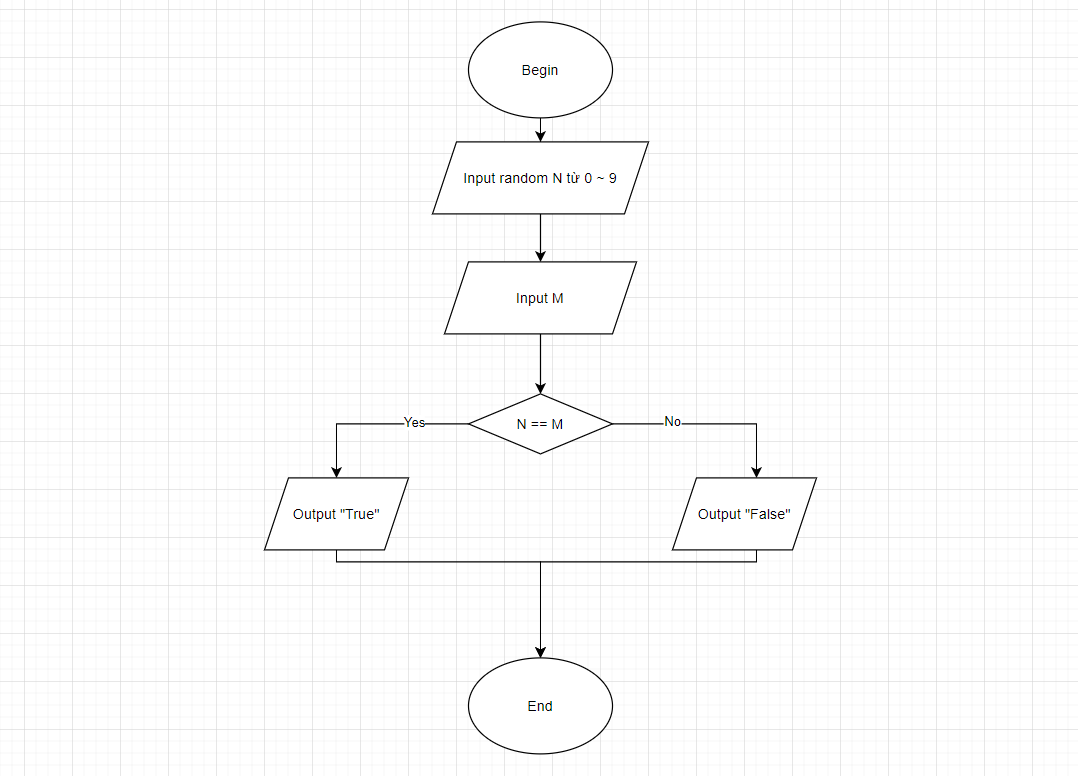 Begin
Input random N từ 0 ~ 9
Input M
N == M
Yes
No
Output "True"
Output "False"
End